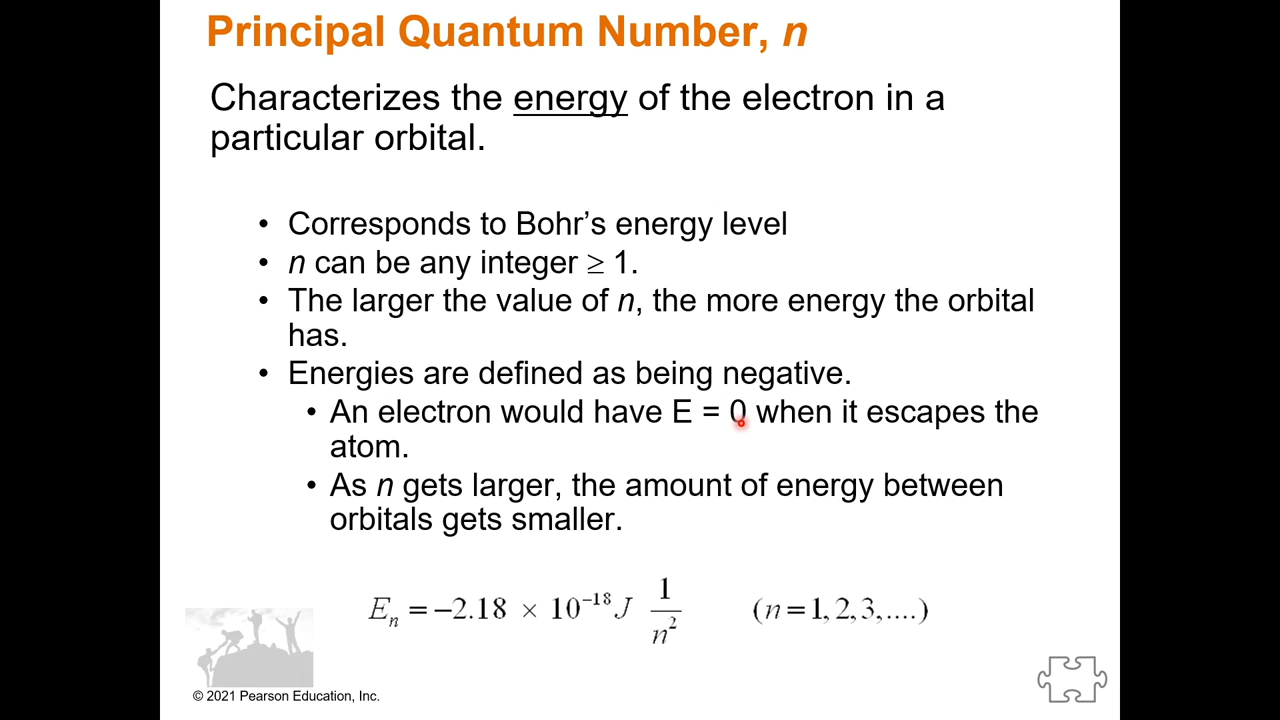 Principal Quantum Number, n
Characterizes the energy of the electron in a
particular orbital.
• Corresponds to Bohr’s energy level
• n can be any integer ≥ 1.
• The larger the value of n, the more energy the orbital
has.
• Energies are defined as being negative.
• An electron would have E = 0 when it escapes the
atom.
• As n gets larger, the amount of energy between
orbitals gets smaller.
Eₙ = −2.18 × 10⁻¹⁸ J 1/n² (n = 1, 2, 3, ....)
© 2021 Pearson Education, Inc.